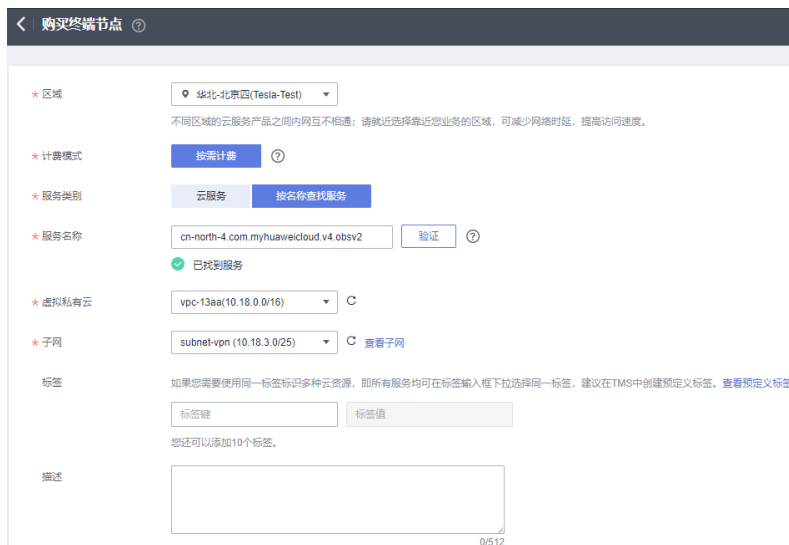 购买终端节点
* 区域
华北-北京四(Tesla-Test)
不同区域的云服务产品之间内网互不相通；请就近选择靠近您业务的区域，可减少网络时延，提高访问速度。
* 计费模式
按需计费
* 服务类别
云服务
按名称查找服务
* 服务名称
cn-north-4.com.myhuaweicloud.v4.obsv2
验证
已找到服务
* 虚拟私有云
vpc-13aa(10.18.0.0/16)
* 子网
subnet-vpn (10.18.3.0/25)
查看子网
标签
如果您需要使用同一标签标识多种云资源，即所有服务均可在标签输入框下拉选择同一标签，建议在TMS中创建预定义标签。查看预定义标签
标签键
标签值
您还可以添加10个标签。
描述
0/512